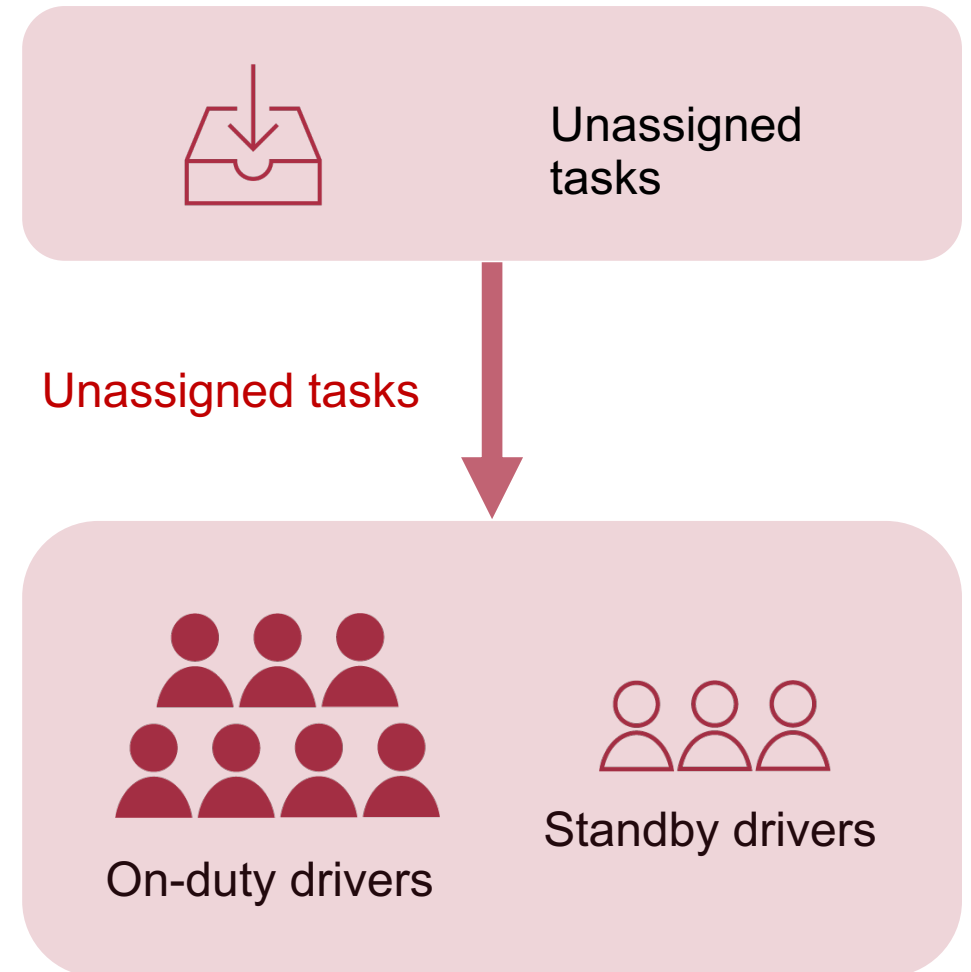 Unassigned
tasks
Unassigned tasks
On-duty drivers
Standby drivers